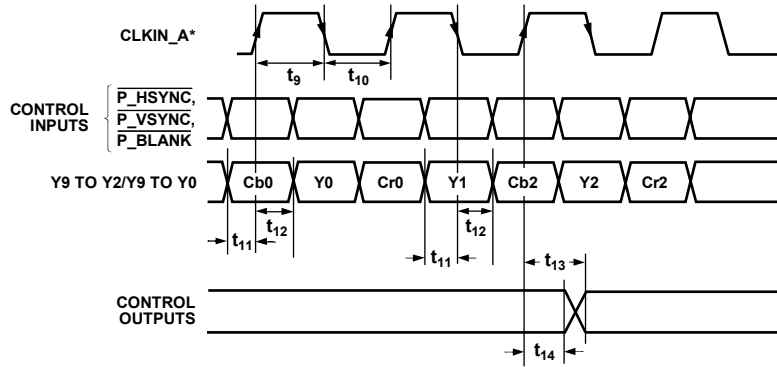 CLKIN_A*
t9
t10
CONTROL INPUTS
P_HSYNC,
P_VSYNC,
P_BLANK
Y9 TO Y2/Y9 TO Y0
Cb0
Y0
Cr0
Y1
Cb2
Y2
Cr2
t11
t12
t11
t12
t13
CONTROL
OUTPUTS
t14